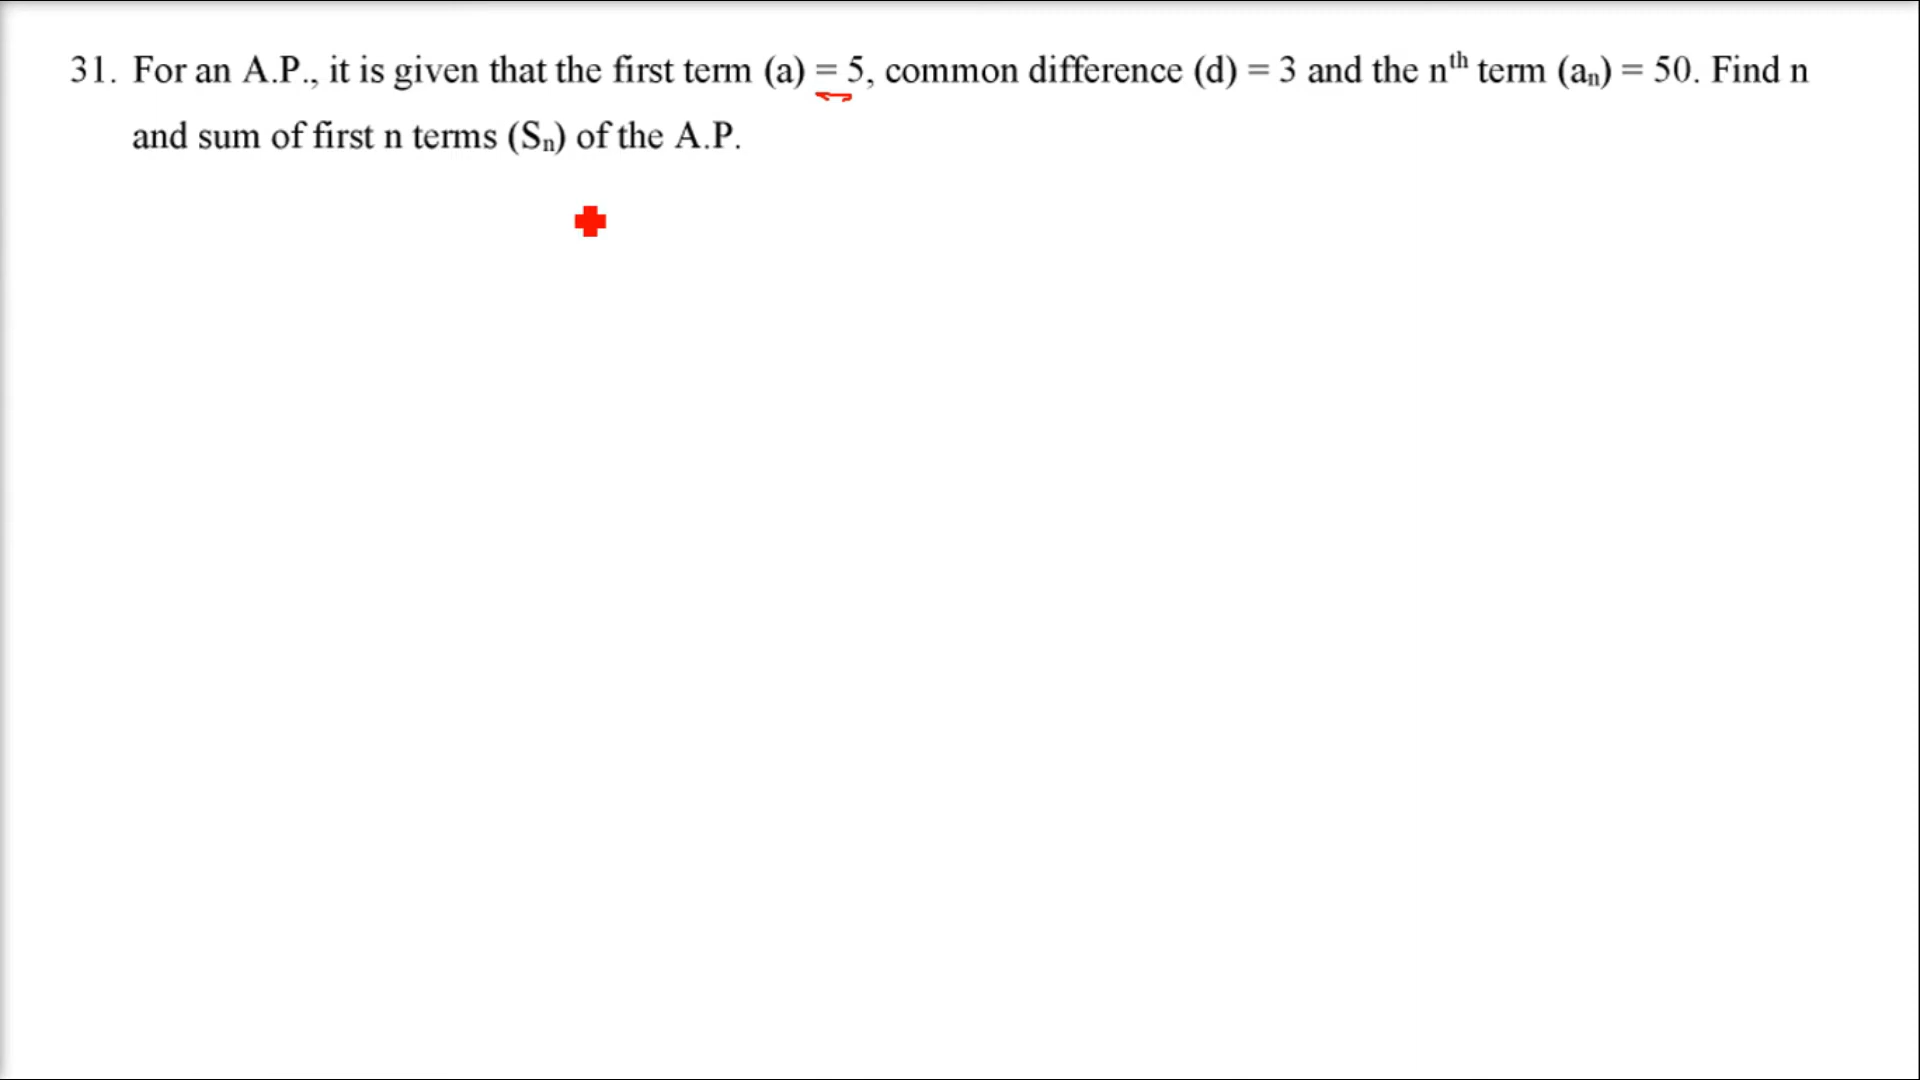 31. For an A.P., it is given that the first term (a) = 5, common difference (d) = 3 and the nᵗʰ term (aₙ) = 50. Find n
and sum of first n terms (Sₙ) of the A.P.